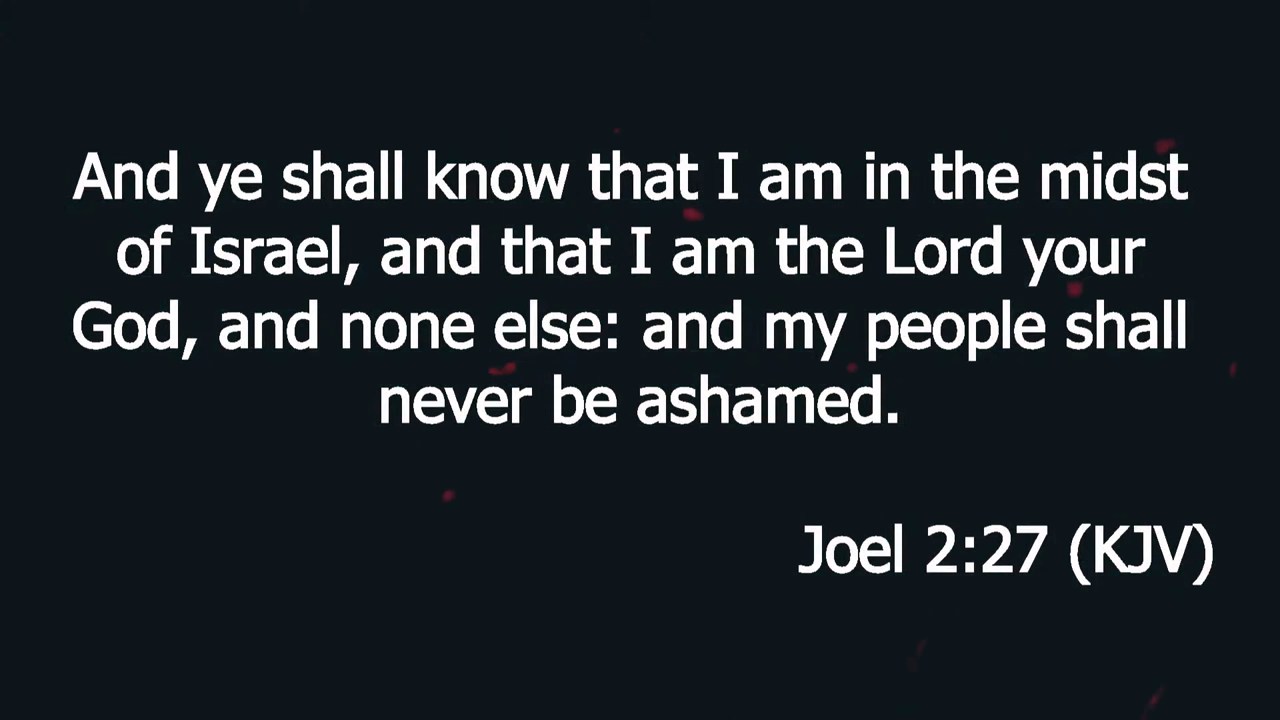 And ye shall know that I am in the midst
of Israel, and that I am the Lord your
God, and none else: and my people shall
never be ashamed.
Joel 2:27 (KJV)